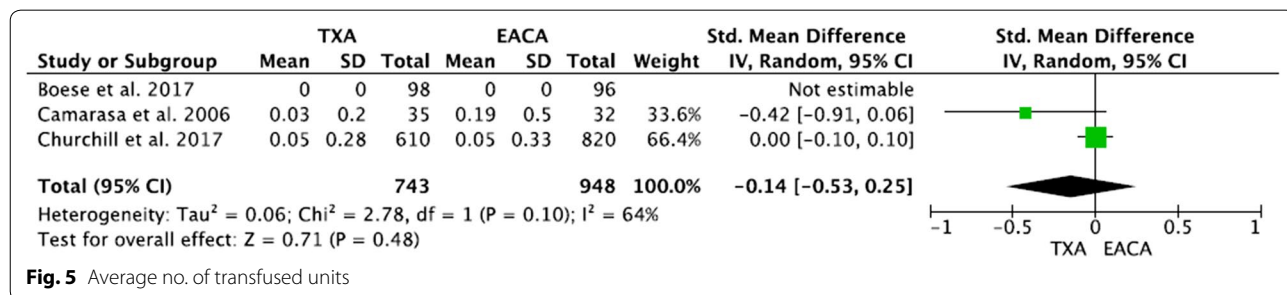 TXA EACA Std. Mean Difference Std. Mean Difference
Study or Subgroup Mean SD Total Mean SD Total Weight IV, Random, 95% CI IV, Random, 95% CI
Boese et al. 2017 0 0 98 0 0 96 Not estimable
Camarasa et al. 2006 0.03 0.2 35 0.19 0.5 32 33.6% −0.42 [−0.91, 0.06]
Churchill et al. 2017 0.05 0.28 610 0.05 0.33 820 66.4% 0.00 [−0.10, 0.10]
Total (95% CI) 743 948 100.0% −0.14 [−0.53, 0.25]
Heterogeneity: Tau² = 0.06; Chi² = 2.78, df = 1 (P = 0.10); I² = 64%
Test for overall effect: Z = 0.71 (P = 0.48)
−1 −0.5 0 0.5 1
TXA EACA
Fig. 5 Average no. of transfused units